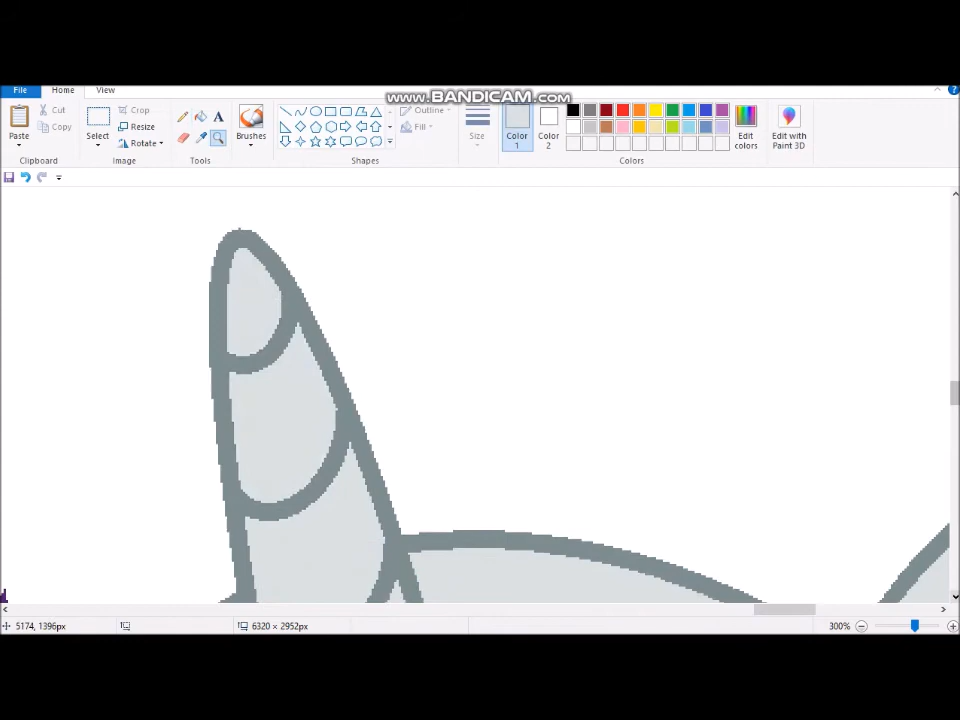 File Home View
www.BANDICAM.com
Cut
Copy
Paste
Crop
Resize
Rotate
Select
Brushes
Outline
Fill
Size
Color 1
Color 2
Edit colors
Edit with Paint 3D
Clipboard Image Tools Shapes Colors
5174, 1396px 6320 × 2952px 300%